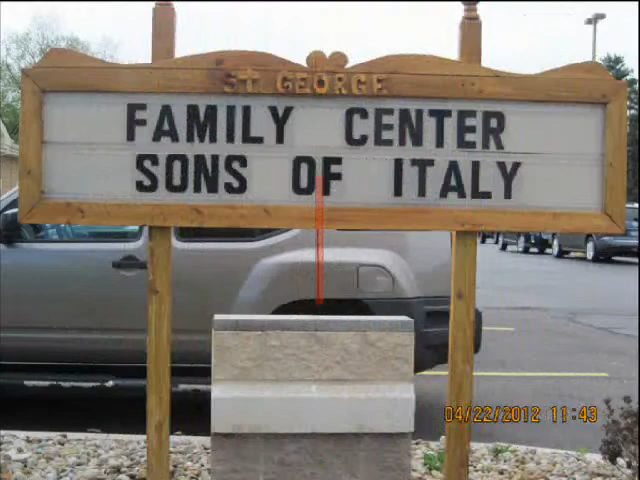 ST. GEORGE
FAMILY CENTER
SONS OF ITALY
04/22/2012 11:43